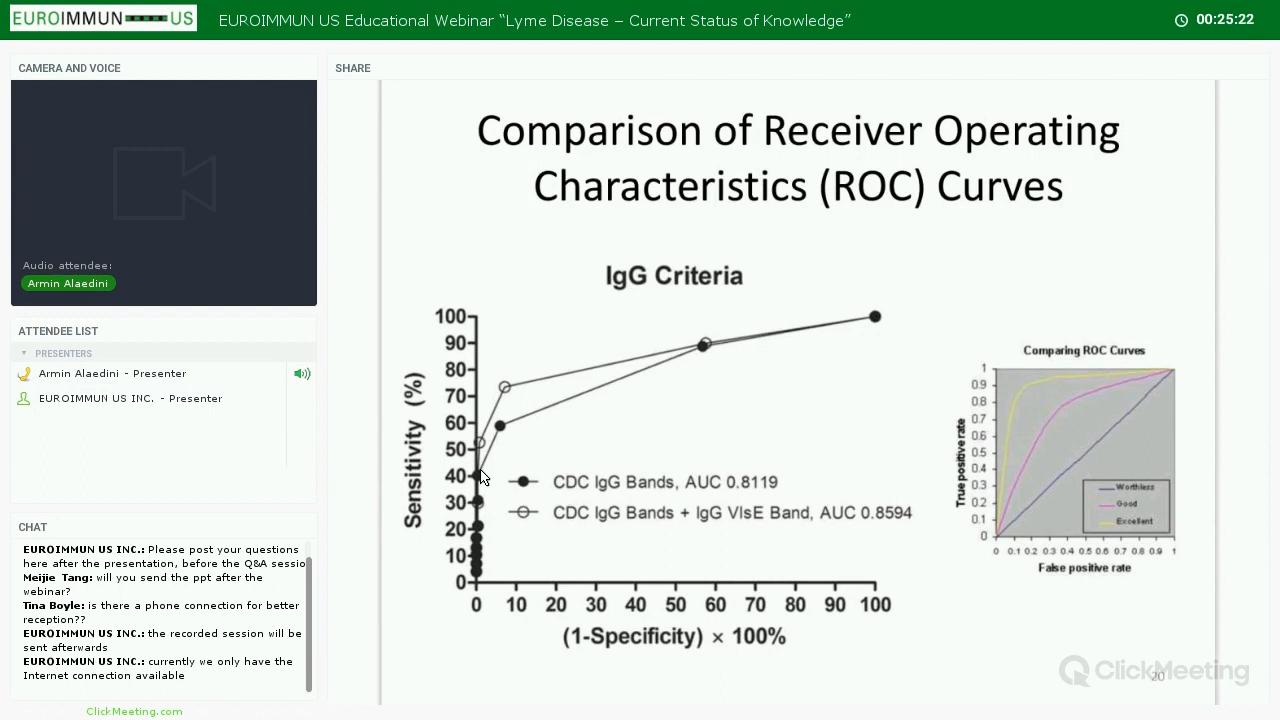 EUROIMMUN US
EUROIMMUN US Educational Webinar “Lyme Disease – Current Status of Knowledge”
00:25:22
CAMERA AND VOICE
Audio attendee:
Armin Alaedini
ATTENDEE LIST
PRESENTERS
Armin Alaedini - Presenter
EUROIMMUN US INC. - Presenter
CHAT
EUROIMMUN US INC.: Please post your questions
here after the presentation, before the Q&A sessio
Meijie Tang: will you send the ppt after the
webinar?
Tina Boyle: is there a phone connection for better
reception??
EUROIMMUN US INC.: the recorded session will be
sent afterwards
EUROIMMUN US INC.: currently we only have the
Internet connection available
ClickMeeting.com
SHARE
Comparison of Receiver Operating
Characteristics (ROC) Curves
IgG Criteria
Sensitivity (%)
100
90
80
70
60
50
40
30
20
10
0
0 10 20 30 40 50 60 70 80 90 100
(1-Specificity) × 100%
CDC IgG Bands, AUC 0.8119
CDC IgG Bands + IgG VlsE Band, AUC 0.8594
Comparing ROC Curves
True positive rate
1
0.9
0.8
0.7
0.6
0.5
0.4
0.3
0.2
0.1
0
0 0.1 0.2 0.3 0.4 0.5 0.6 0.7 0.8 0.9 1
False positive rate
Worthless
Good
Excellent
ClickMeeting
20